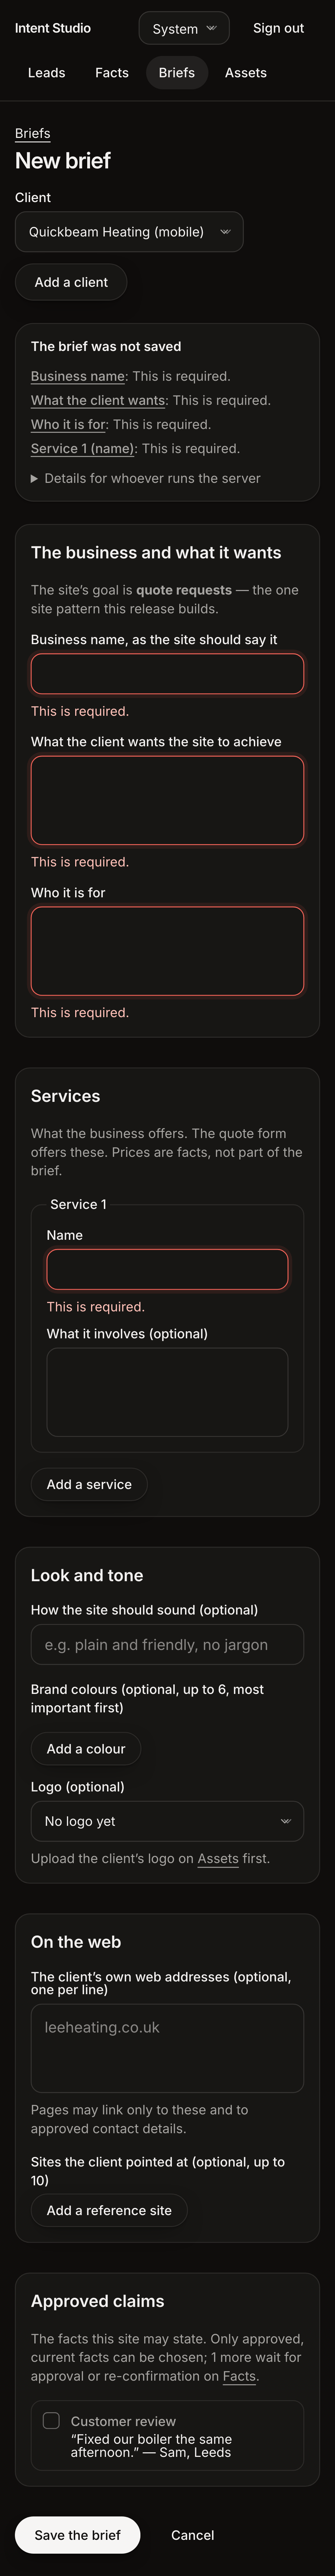 Intent Studio
System
Sign out
Leads
Facts
Briefs
Assets
Briefs
New brief
Client
Quickbeam Heating (mobile)
Add a client
The brief was not saved
Business name: This is required.
What the client wants: This is required.
Who it is for: This is required.
Service 1 (name): This is required.
Details for whoever runs the server
The business and what it wants
The site’s goal is quote requests — the one
site pattern this release builds.
Business name, as the site should say it
This is required.
What the client wants the site to achieve
This is required.
Who it is for
This is required.
Services
What the business offers. The quote form
offers these. Prices are facts, not part of the
brief.
Service 1
Name
This is required.
What it involves (optional)
Add a service
Look and tone
How the site should sound (optional)
e.g. plain and friendly, no jargon
Brand colours (optional, up to 6, most
important first)
Add a colour
Logo (optional)
No logo yet
Upload the client’s logo on Assets first.
On the web
The client’s own web addresses (optional,
one per line)
leeheating.co.uk
Pages may link only to these and to
approved contact details.
Sites the client pointed at (optional, up to
10)
Add a reference site
Approved claims
The facts this site may state. Only approved,
current facts can be chosen; 1 more wait for
approval or re-confirmation on Facts.
Customer review
“Fixed our boiler the same
afternoon.” — Sam, Leeds
Save the brief
Cancel